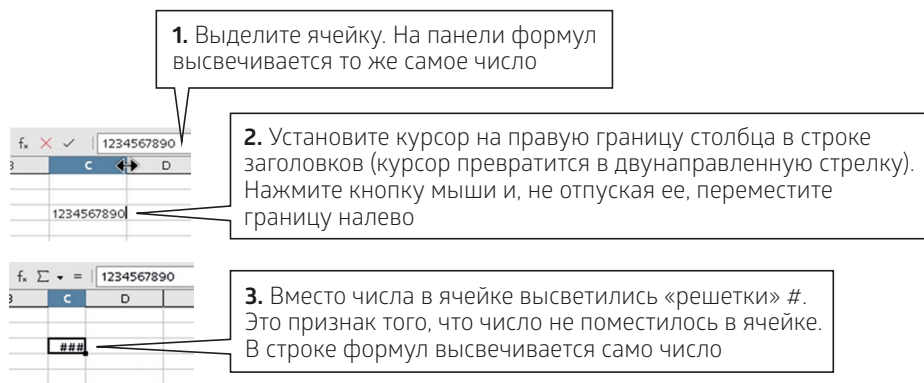 1. Выделите ячейку. На панели формул
высвечивается то же самое число
fₓ 1234567890
C D
1234567890
2. Установите курсор на правую границу столбца в строке
заголовков (курсор превратится в двунаправленную стрелку).
Нажмите кнопку мыши и, не отпуская ее, переместите
границу налево
fₓ Σ = 1234567890
C D
###
3. Вместо числа в ячейке высветились «решетки» #.
Это признак того, что число не поместилось в ячейке.
В строке формул высвечивается само число